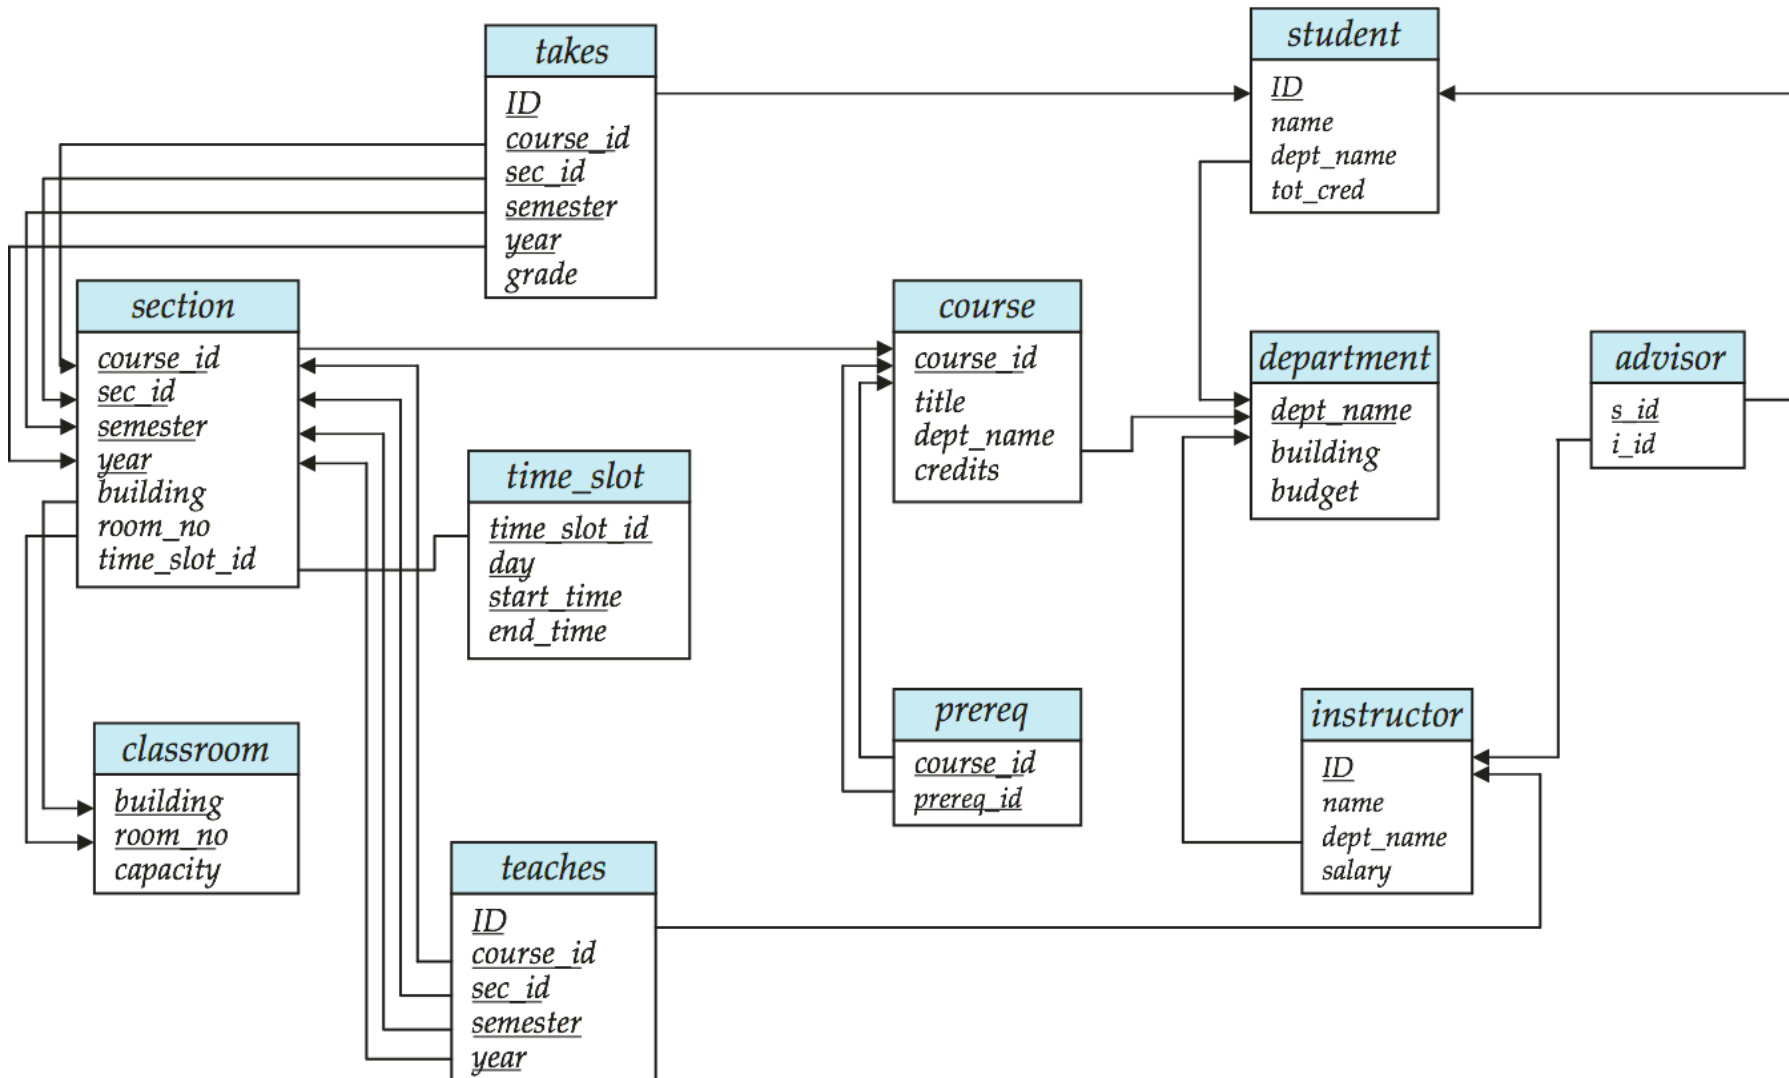 takes
ID
course_id
sec_id
semester
year
grade
student
ID
name
dept_name
tot_cred
section
course_id
sec_id
semester
year
building
room_no
time_slot_id
course
course_id
title
dept_name
credits
department
dept_name
building
budget
advisor
s_id
i_id
time_slot
time_slot_id
day
start_time
end_time
classroom
building
room_no
capacity
prereq
course_id
prereq_id
instructor
ID
name
dept_name
salary
teaches
ID
course_id
sec_id
semester
year